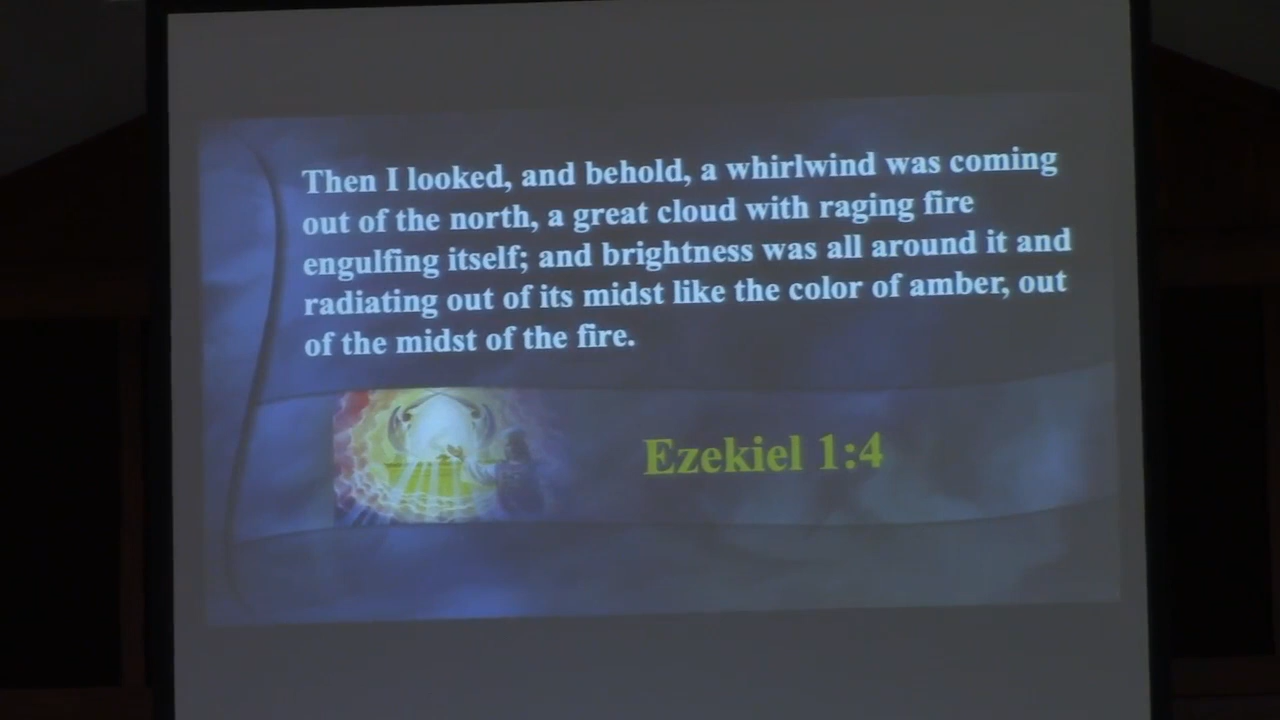 Then I looked, and behold, a whirlwind was coming
out of the north, a great cloud with raging fire
engulfing itself; and brightness was all around it and
radiating out of its midst like the color of amber, out
of the midst of the fire.
Ezekiel 1:4